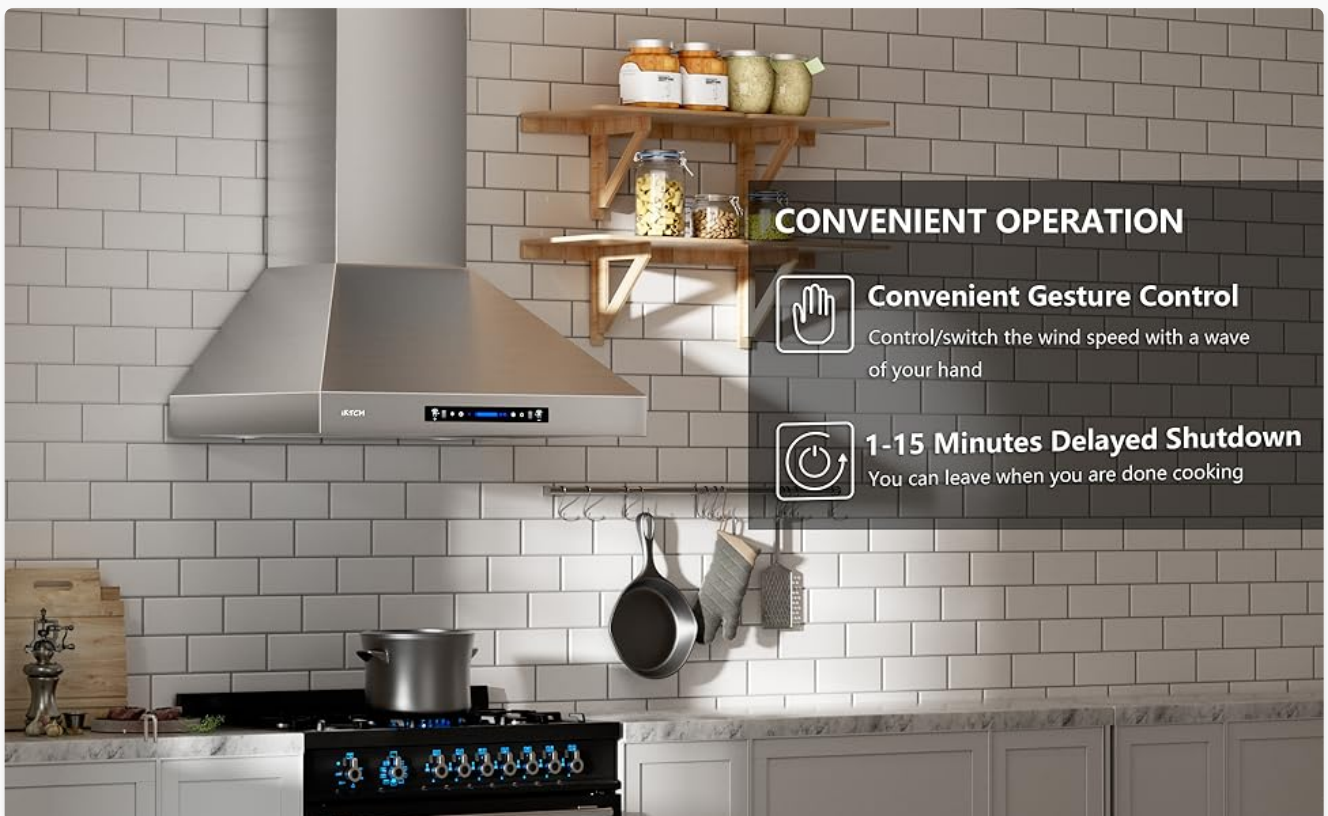 IKTCH
CONVENIENT OPERATION
Convenient Gesture Control
Control/switch the wind speed with a wave
of your hand
1-15 Minutes Delayed Shutdown
You can leave when you are done cooking